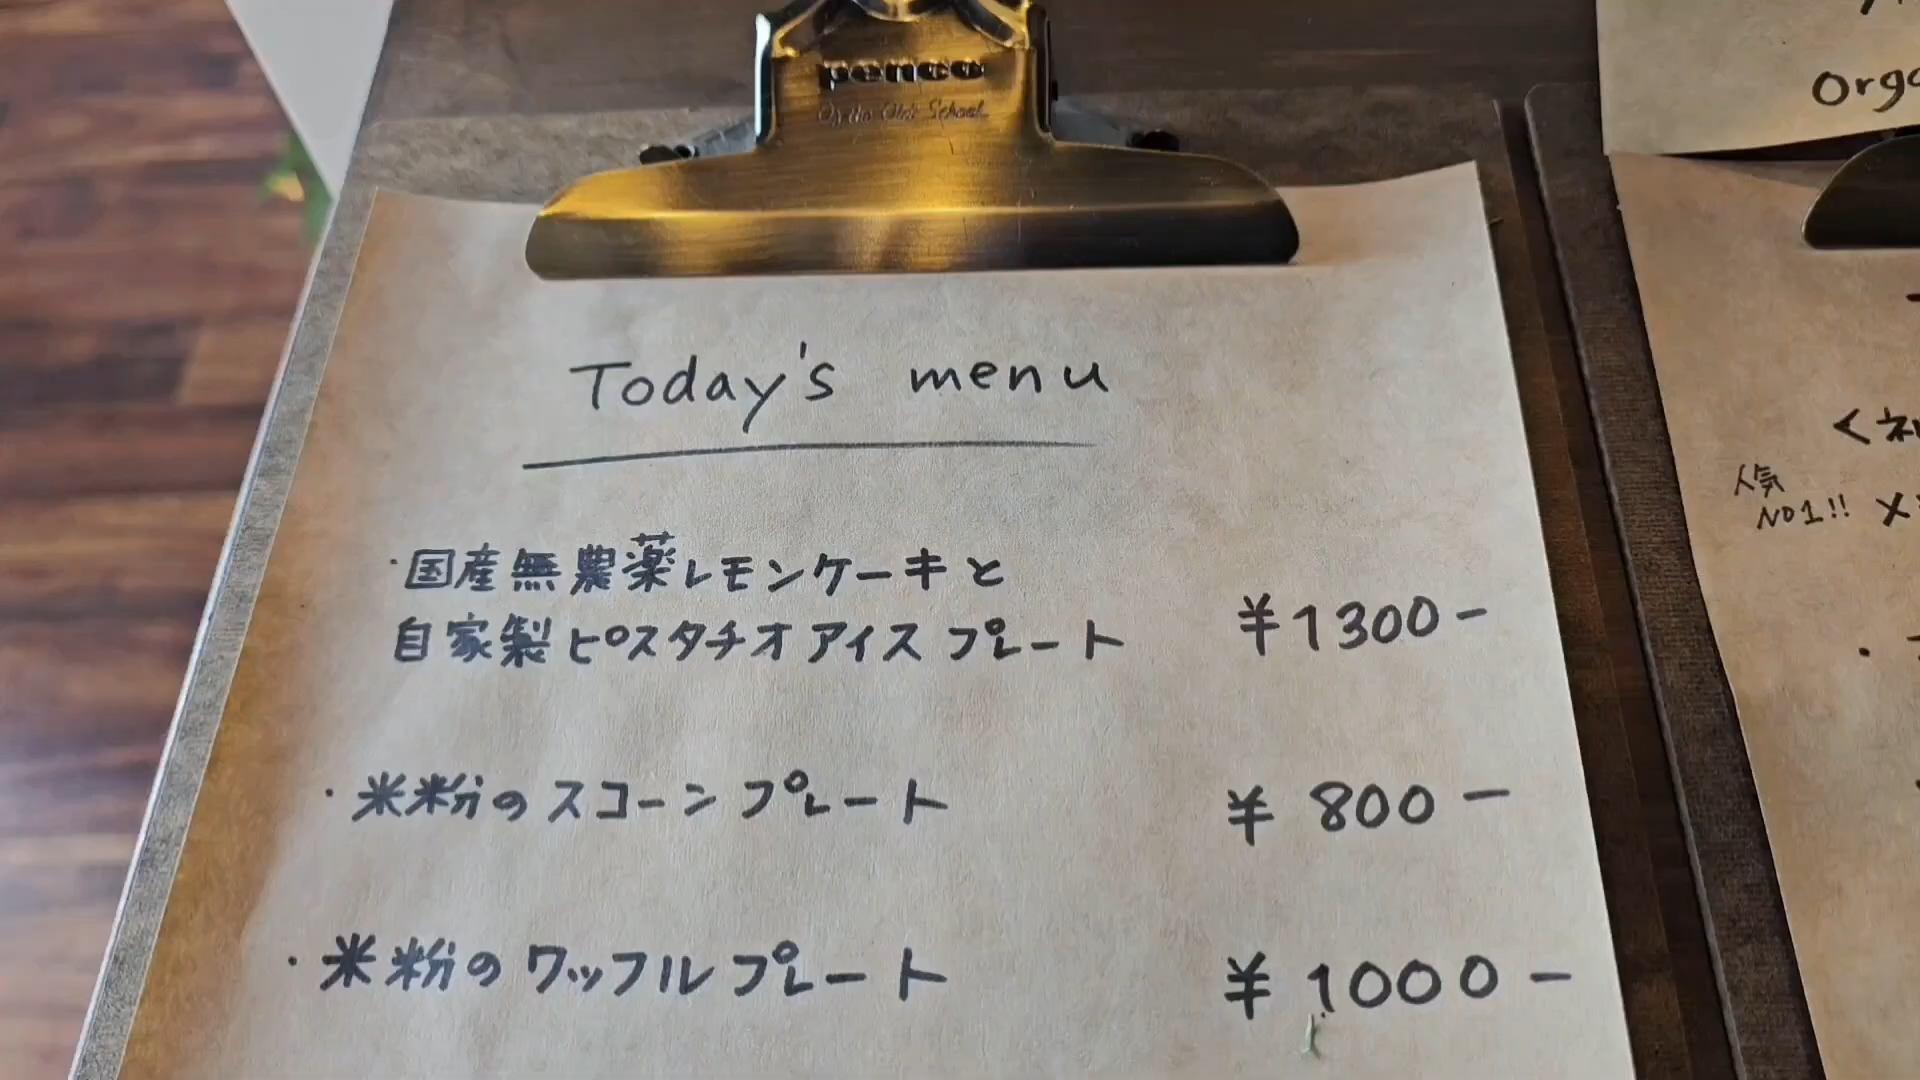 penco
Today's menu
・国産無農薬レモンケーキと
自家製ピスタチオアイスプレート ¥1300-
・米粉のスコーンプレート ¥800-
・米粉のワッフルプレート ¥1000-
人気
NO1!!